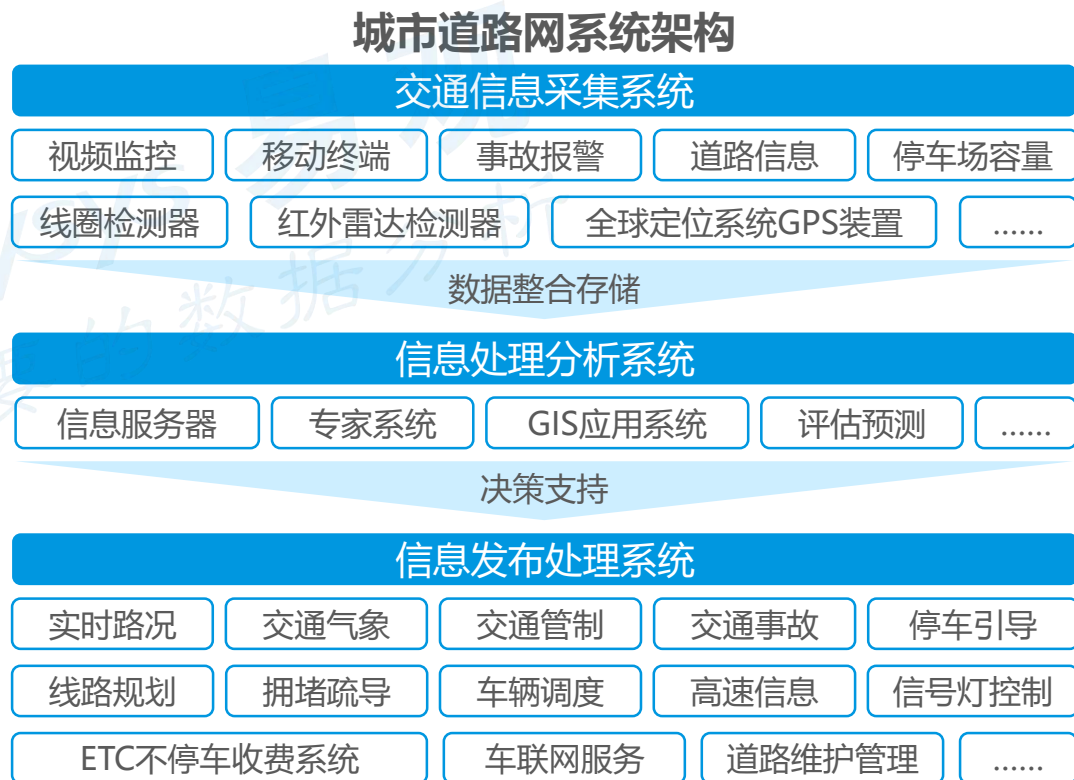 城市道路网系统架构
交通信息采集系统
视频监控 移动终端 事故报警 道路信息 停车场容量
线圈检测器 红外雷达检测器 全球定位系统GPS装置 ……
数据整合存储
信息处理分析系统
信息服务器 专家系统 GIS应用系统 评估预测 ……
决策支持
信息发布处理系统
实时路况 交通气象 交通管制 交通事故 停车引导
线路规划 拥堵疏导 车辆调度 高速信息 信号灯控制
ETC不停车收费系统 车联网服务 道路维护管理 ……
易观
的数据分析